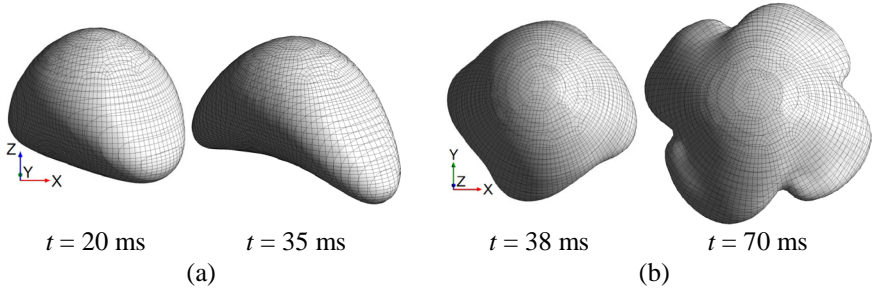 Z
Y
X
Y
Z
X
t = 20 ms
t = 35 ms
t = 38 ms
t = 70 ms
(a)
(b)